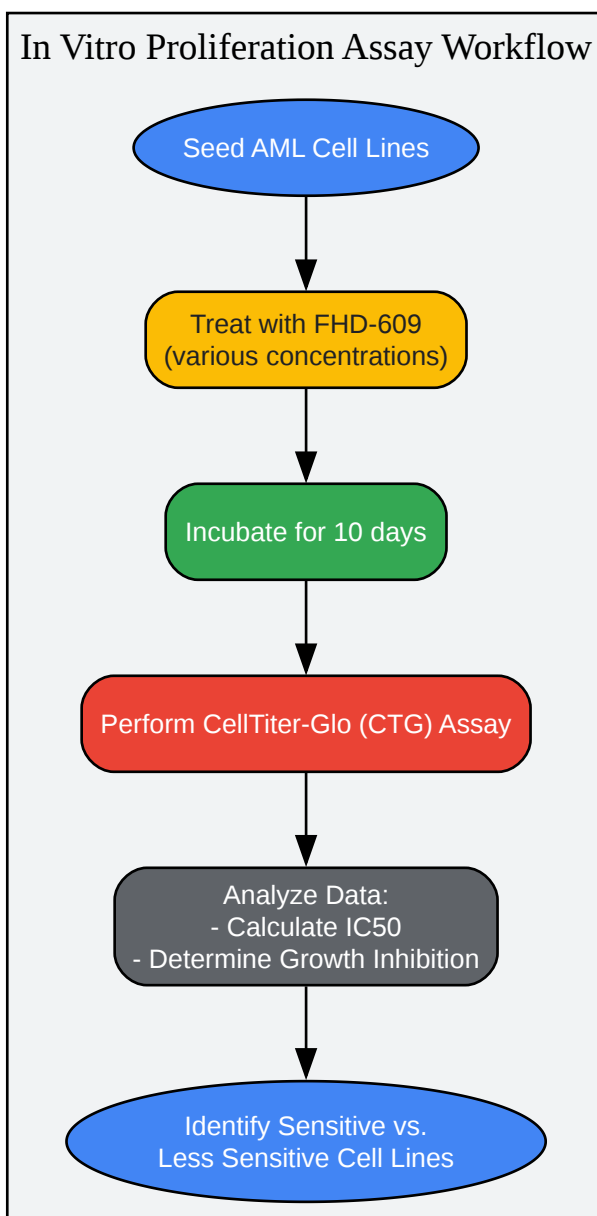 In Vitro Proliferation Assay Workflow
Seed AML Cell Lines
Treat with FHD-609
(various concentrations)
Incubate for 10 days
Perform CellTiter-Glo (CTG) Assay
Analyze Data:
- Calculate IC50
- Determine Growth Inhibition
Identify Sensitive vs.
Less Sensitive Cell Lines